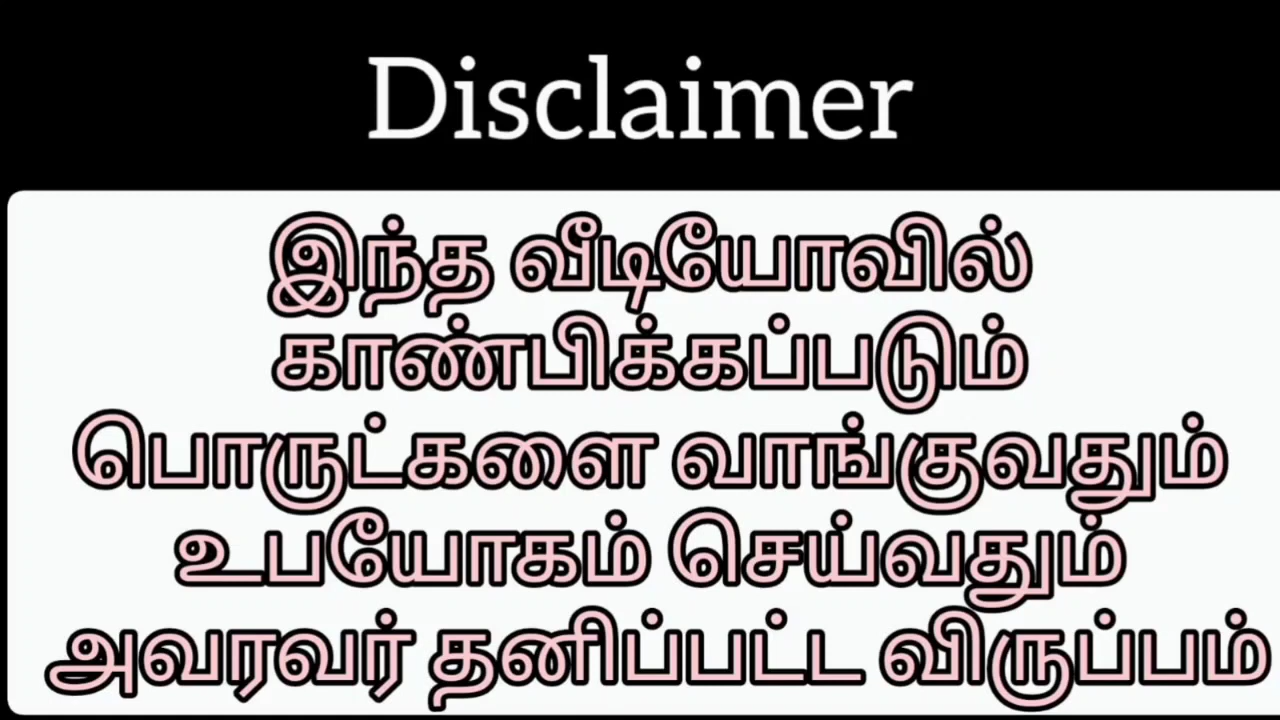 Disclaimer
இந்த வீடியோவில்
காண்பிக்கப்படும்
பொருட்களை வாங்குவதும்
உபயோகம் செய்வதும்
அவரவர் தனிப்பட்ட விருப்பம்